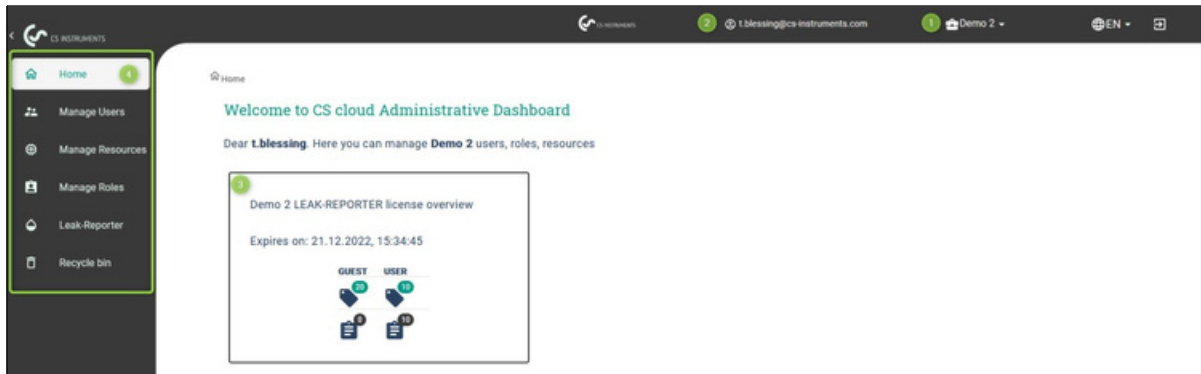 CS INSTRUMENTS
CS INSTRUMENTS
2 t.blessing@cs-instruments.com
1 Demo 2
EN
Home 4
Manage Users
Manage Resources
Manage Roles
Leak-Reporter
Recycle bin
Home
Welcome to CS cloud Administrative Dashboard
Dear t.blessing. Here you can manage Demo 2 users, roles, resources
3
Demo 2 LEAK-REPORTER license overview
Expires on: 21.12.2022, 15:34:45
GUEST USER
20 10
0 10